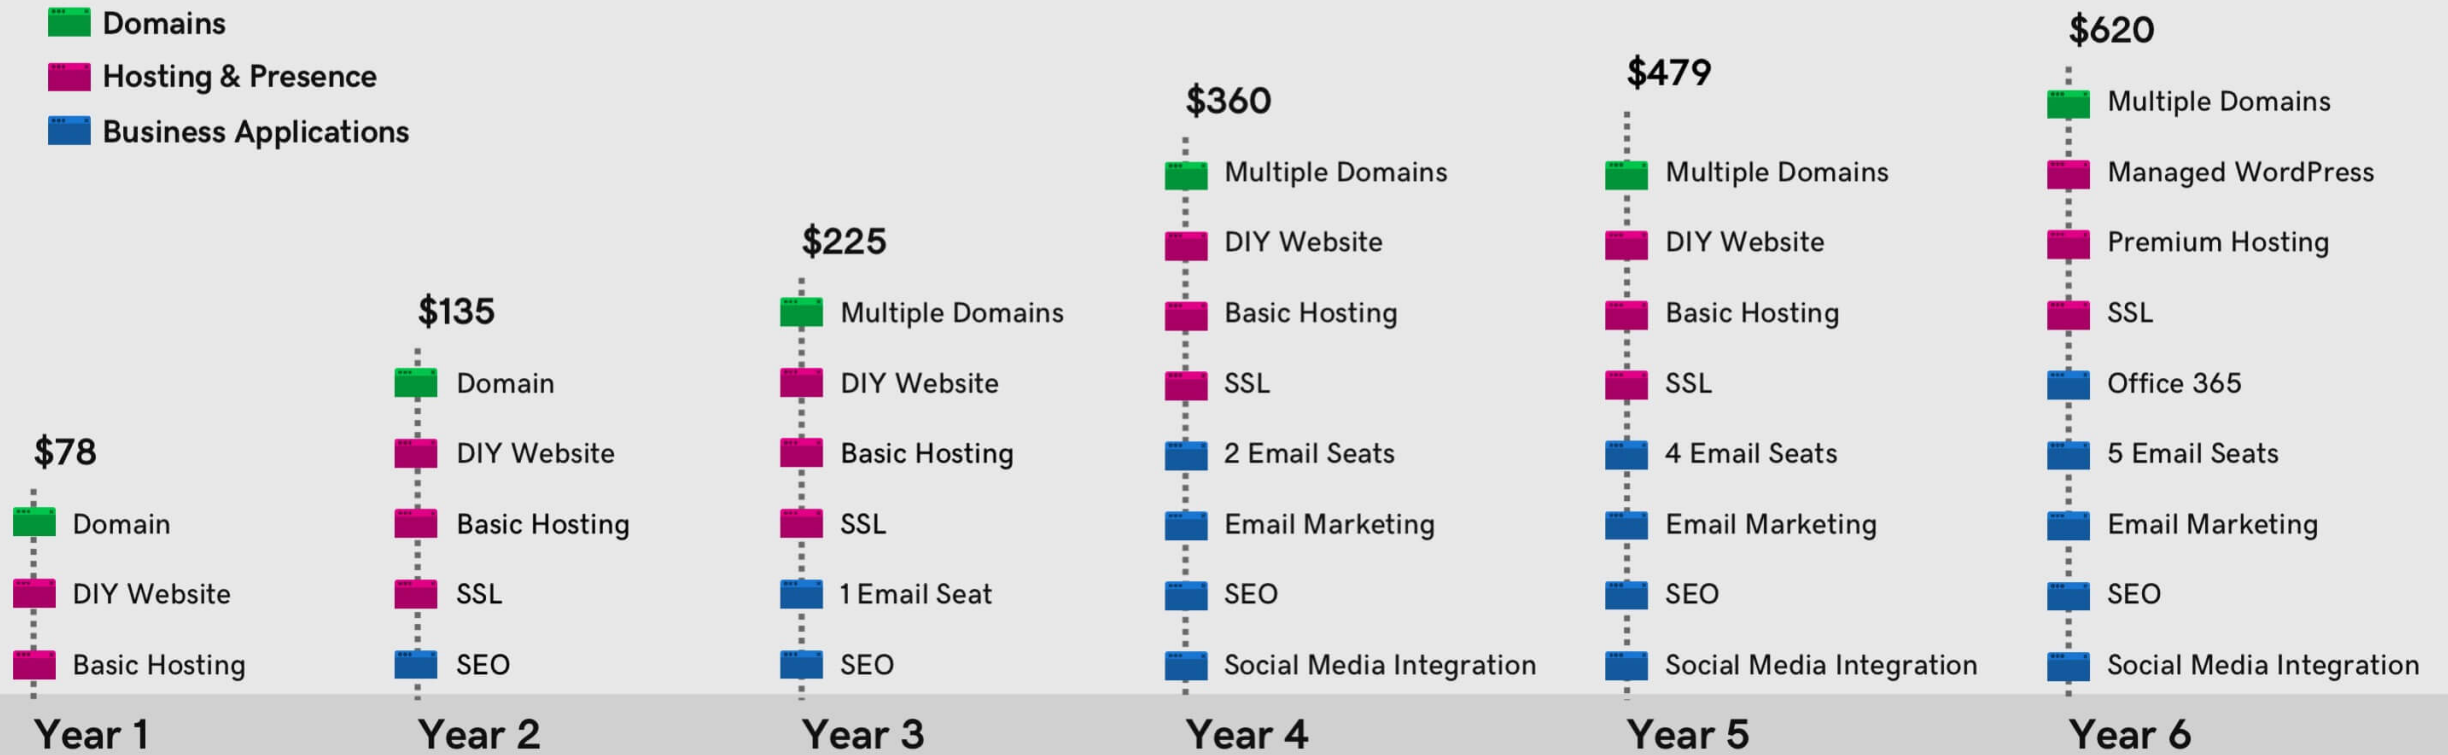 Domains
Hosting & Presence
Business Applications
$78
Domain
DIY Website
Basic Hosting
Year 1
$135
Domain
DIY Website
Basic Hosting
SSL
SEO
Year 2
$225
Multiple Domains
DIY Website
Basic Hosting
SSL
1 Email Seat
SEO
Year 3
$360
Multiple Domains
DIY Website
Basic Hosting
SSL
2 Email Seats
Email Marketing
SEO
Social Media Integration
Year 4
$479
Multiple Domains
DIY Website
Basic Hosting
SSL
4 Email Seats
Email Marketing
SEO
Social Media Integration
Year 5
$620
Multiple Domains
Managed WordPress
Premium Hosting
SSL
Office 365
5 Email Seats
Email Marketing
SEO
Social Media Integration
Year 6